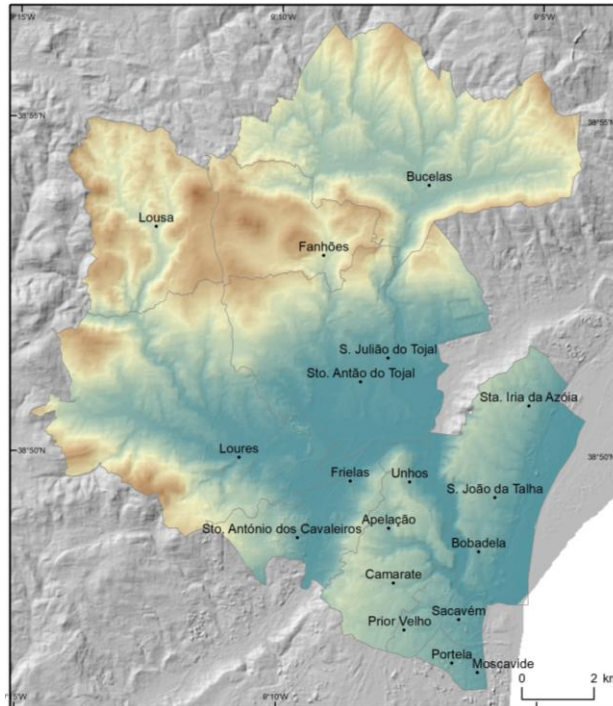 9°15'W
9°10'W
9°5'W
38°55'N
38°55'N
Bucelas
Lousa
Fanhões
S. Julião do Tojal
Sto. Antão do Tojal
Sta. Iria da Azóia
38°50'N
38°50'N
Loures
Frielas
Unhos
S. João da Talha
Sto. António dos Cavaleiros
Apelação
Bobadela
Camarate
Sacavém
Prior Velho
Portela
Moscavide
0 2 km
9°10'W